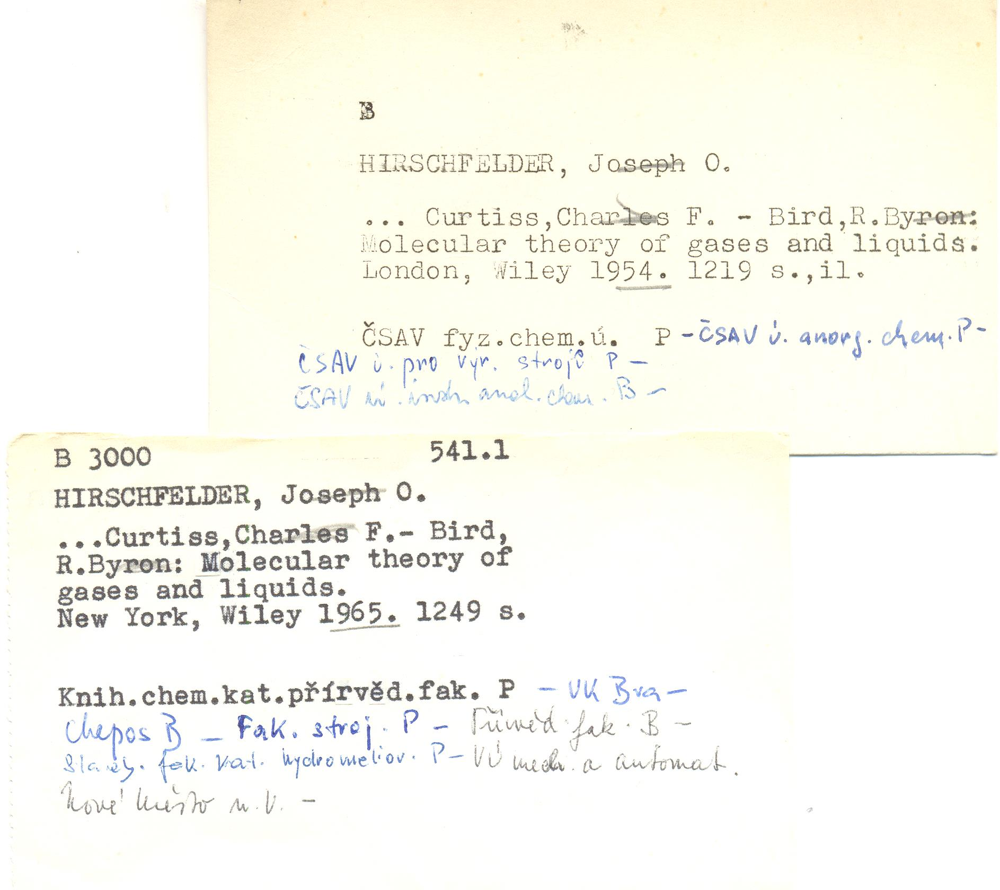 B
HIRSCHFELDER, Joseph O.
... Curtiss,Charles F. - Bird,R.Byron:
Molecular theory of gases and liquids.
London, Wiley 1954. 1219 s.,il.
ČSAV fyz.chem.ú. P - ČSAV ú. anorg. chem. P -
ČSAV ú. pro výr. strojů P -
ČSAV ú. instr. anal. chem. B -
B 3000 541.1
HIRSCHFELDER, Joseph O.
...Curtiss,Charles F.- Bird,
R.Byron: Molecular theory of
gases and liquids.
New York, Wiley 1965. 1249 s.
Knih.chem.kat.přírvěd.fak. P - VK Bra -
Chepos B - Fak. stroj. P - Přírvěd. fak. B -
Staveb. fak. kat. hydromelior. P - VÚ mech. a automat.
Nové Město n. V. -